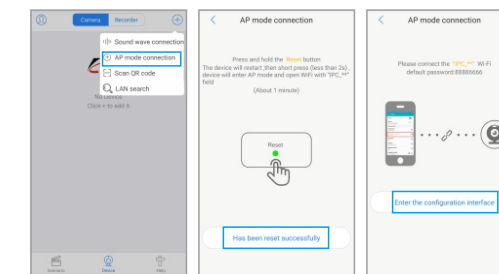 Camera
Recorder
Sound wave connection
AP mode connection
Scan QR code
LAN search
No Device
Click + to add it
Scenario
Device
Help
AP mode connection
Press and hold the Reset button
The device will restart ,then short press (less than 2s) ,
device will enter AP mode and open WiFi with "IPC_**"
field
(About 1 minute)
Reset
Has been reset successfully
AP mode connection
Please connect the "IPC_**" Wi-Fi
default password:88886666
Enter the configuration interface